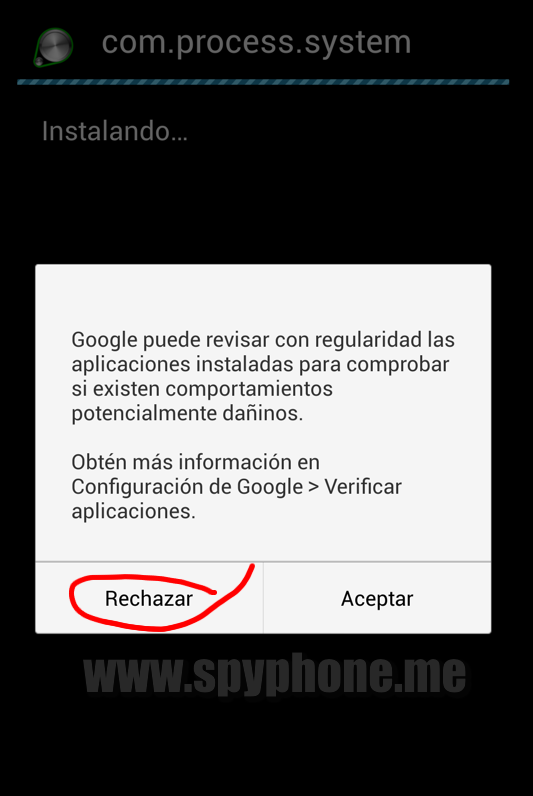 com.process.system
Instalando...
Google puede revisar con regularidad las
aplicaciones instaladas para comprobar
si existen comportamientos
potencialmente dañinos.
Obtén más información en
Configuración de Google > Verificar
aplicaciones.
Rechazar
Aceptar
www.spyphone.me